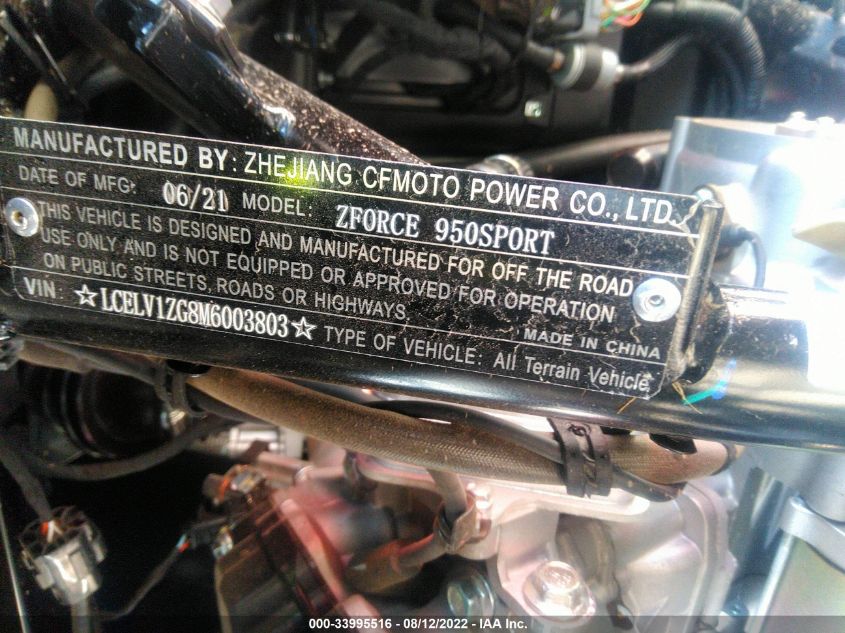 MANUFACTURED BY: ZHEJIANG CFMOTO POWER CO., LTD.
DATE OF MFG: 06/21 MODEL: ZFORCE 950SPORT
THIS VEHICLE IS DESIGNED AND MANUFACTURED FOR OFF THE ROAD
USE ONLY AND IS NOT EQUIPPED OR APPROVED FOR OPERATION
ON PUBLIC STREETS, ROADS OR HIGHWAYS.
MADE IN CHINA
VIN: ☆LCELV1ZG8M6003803☆ TYPE OF VEHICLE: All Terrain Vehicle
000-33995516 - 08/12/2022 - IAA Inc.